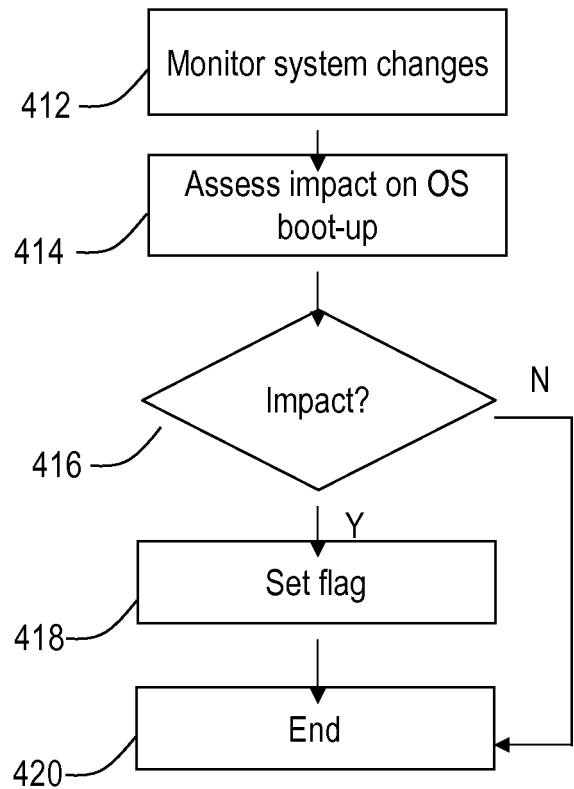 Monitor system changes
412
Assess impact on OS
boot-up
414
Impact?
N
416
Y
Set flag
418
End
420